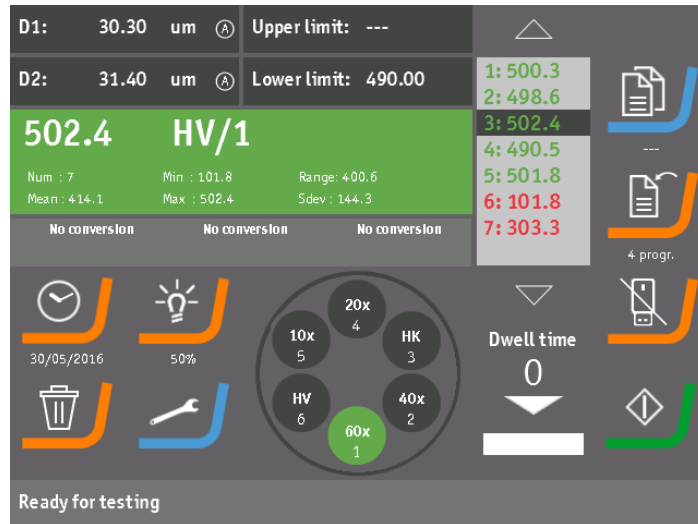 D1: 30.30 um A Upper limit: ---
D2: 31.40 um A Lower limit: 490.00
502.4 HV/1
Num : 7 Min : 101.8 Range: 400.6
Mean : 414.1 Max : 502.4 Sdev : 144.3
No conversion No conversion No conversion
1: 500.3
2: 498.6
3: 502.4
4: 490.5
5: 501.8
6: 101.8
7: 303.3
---
4 progr.
30/05/2016
50%
20x
4
10x
5
HK
3
HV
6
40x
2
60x
1
Dwell time
0
Ready for testing